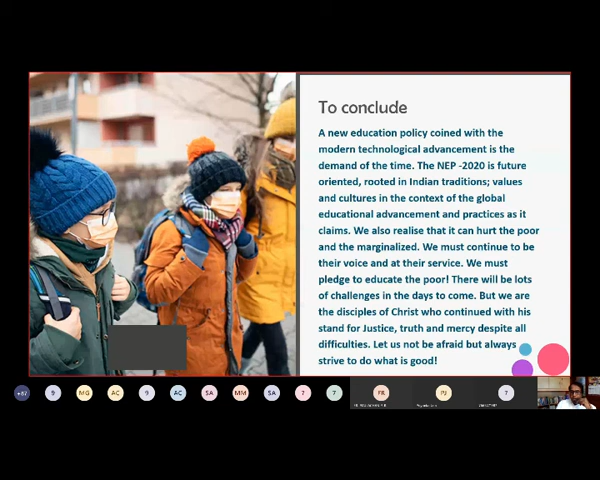 To conclude
A new education policy coined with the
modern technological advancement is the
demand of the time. The NEP -2020 is future
oriented, rooted in Indian traditions; values
and cultures in the context of the global
educational advancement and practices as it
claims. We also realise that it can hurt the poor
and the marginalized. We must continue to be
their voice and at their service. We must
pledge to educate the poor! There will be lots
of challenges in the days to come. But we are
the disciples of Christ who continued with his
stand for Justice, truth and mercy despite all
difficulties. Let us not be afraid but always
strive to do what is good!
+87 9 MG AC 9 AC SA MM SA ? ? FR PJ ?